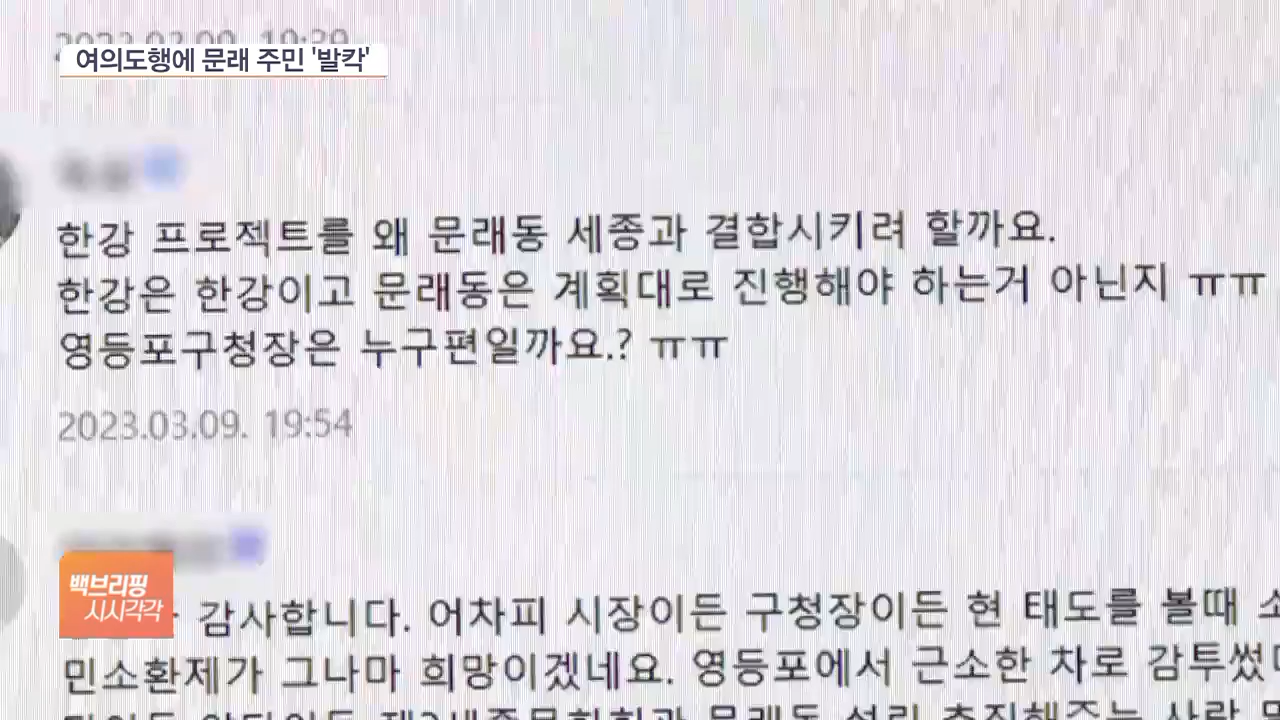 여의도행에 문래 주민 '발칵'
한강 프로젝트를 왜 문래동 세종과 결합시키려 할까요.
한강은 한강이고 문래동은 계획대로 진행해야 하는거 아닌지 ㅠㅠ
영등포구청장은 누구편일까요.? ㅠㅠ
2023.03.09. 19:54
백브리핑
시시각각
감사합니다. 어차피 시장이든 구청장이든 현 태도를 볼때
민소환제가 그나마 희망이겠네요. 영등포에서 근소한 차로 감투썼